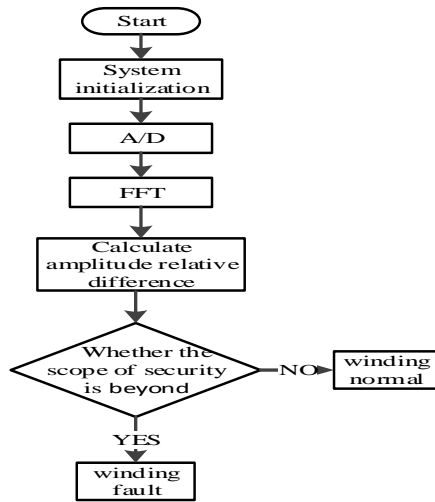 Start
System
initialization
A/D
FFT
Calculate
amplitude relative
difference
Whether the
scope of security
is beyond
NO
winding
normal
YES
winding
fault